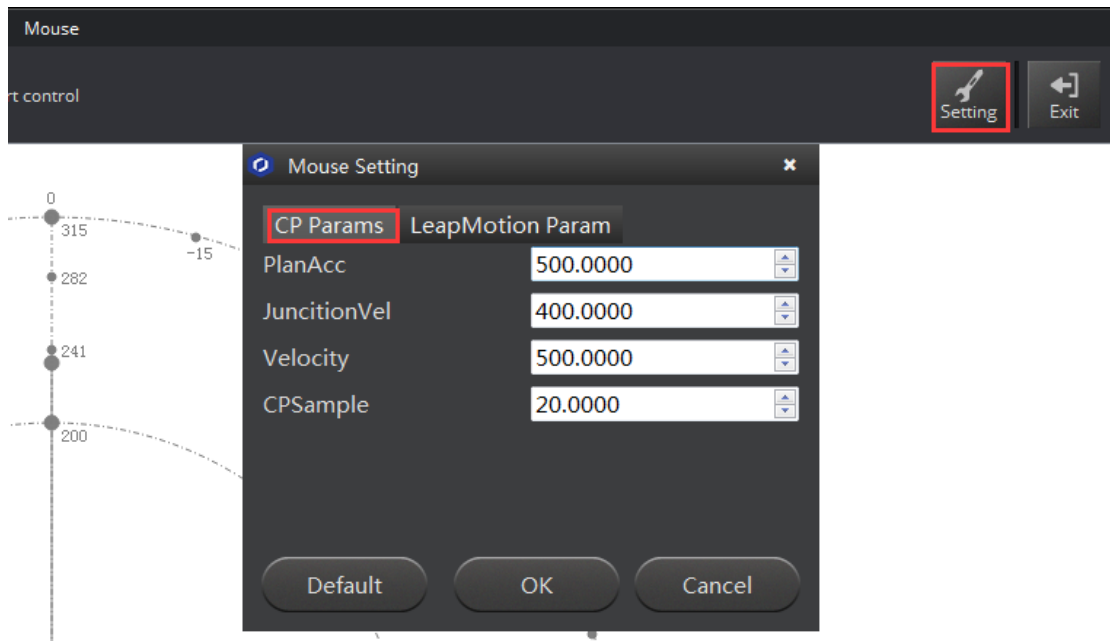 Mouse
rt control
Setting
Exit
Mouse Setting
0
315
-15
282
241
200
CP Params LeapMotion Param
PlanAcc 500.0000
JuncitionVel 400.0000
Velocity 500.0000
CPSample 20.0000
Default OK Cancel